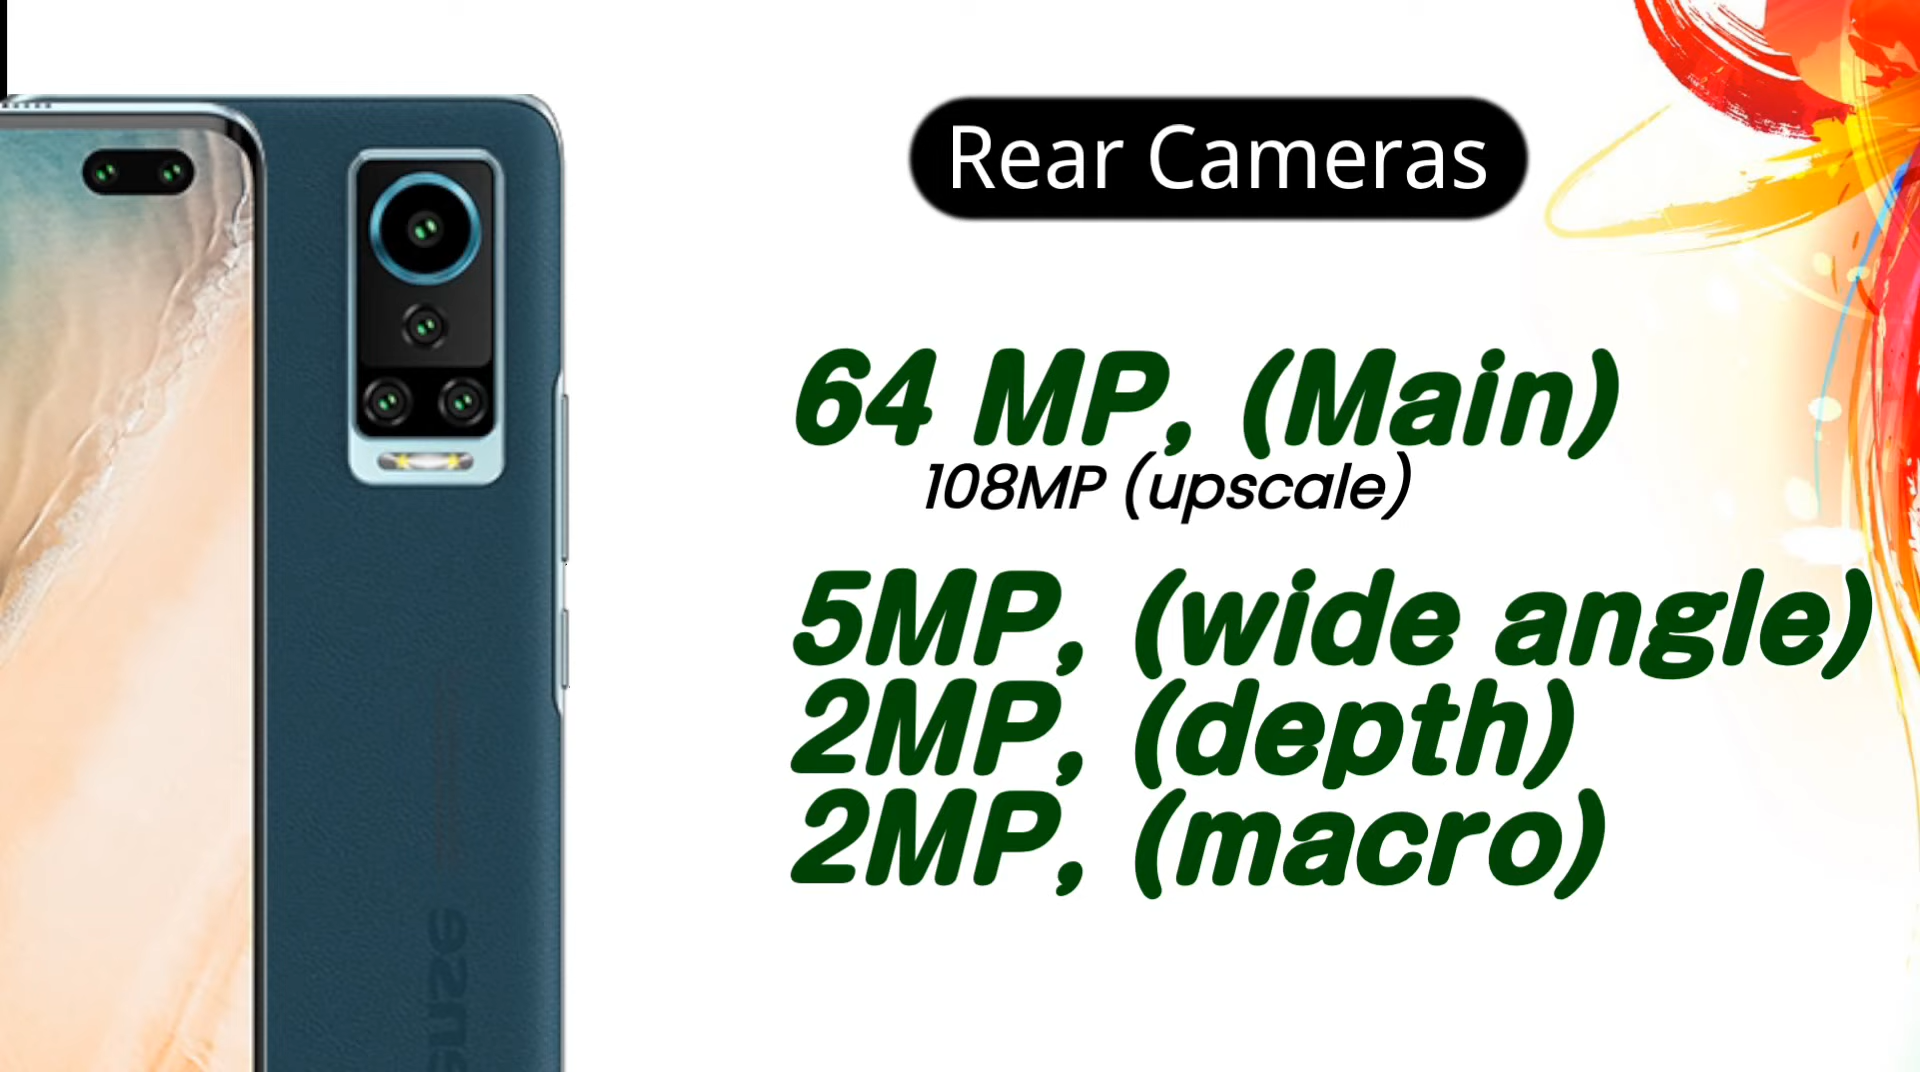 Rear Cameras
64 MP, (Main)
108MP (upscale)
5MP, (wide angle)
2MP, (depth)
2MP, (macro)